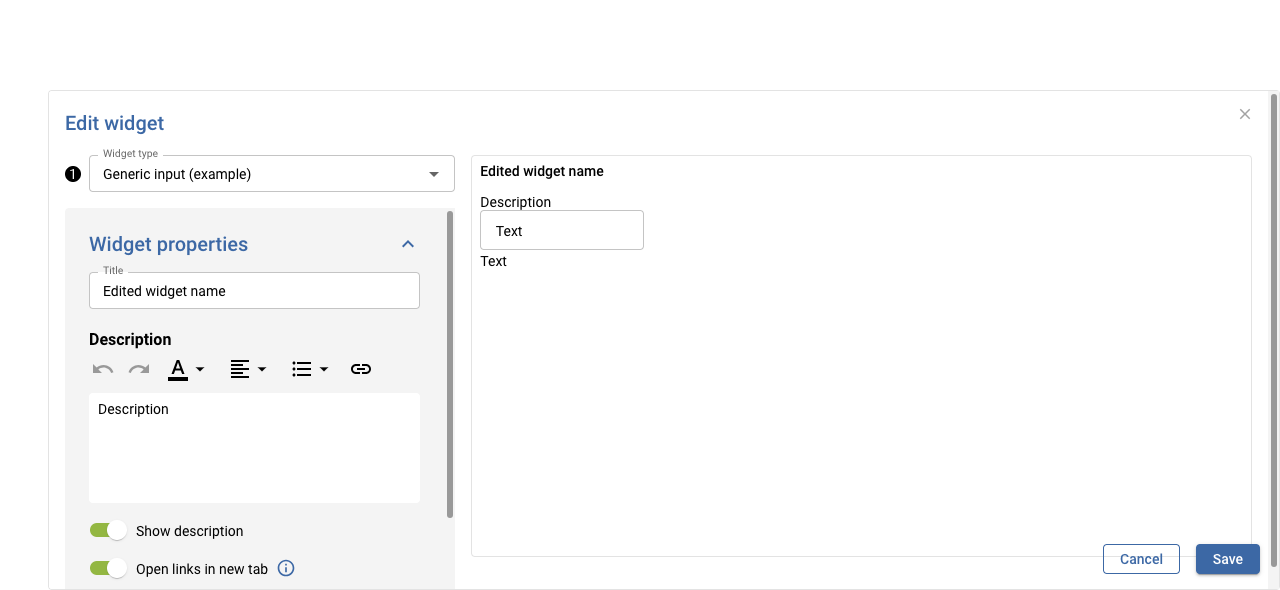 Edit widget
Widget type
1
Generic input (example)
Widget properties
Title
Edited widget name
Description
A
Description
Show description
Open links in new tab
Edited widget name
Description
Text
Text
Cancel
Save